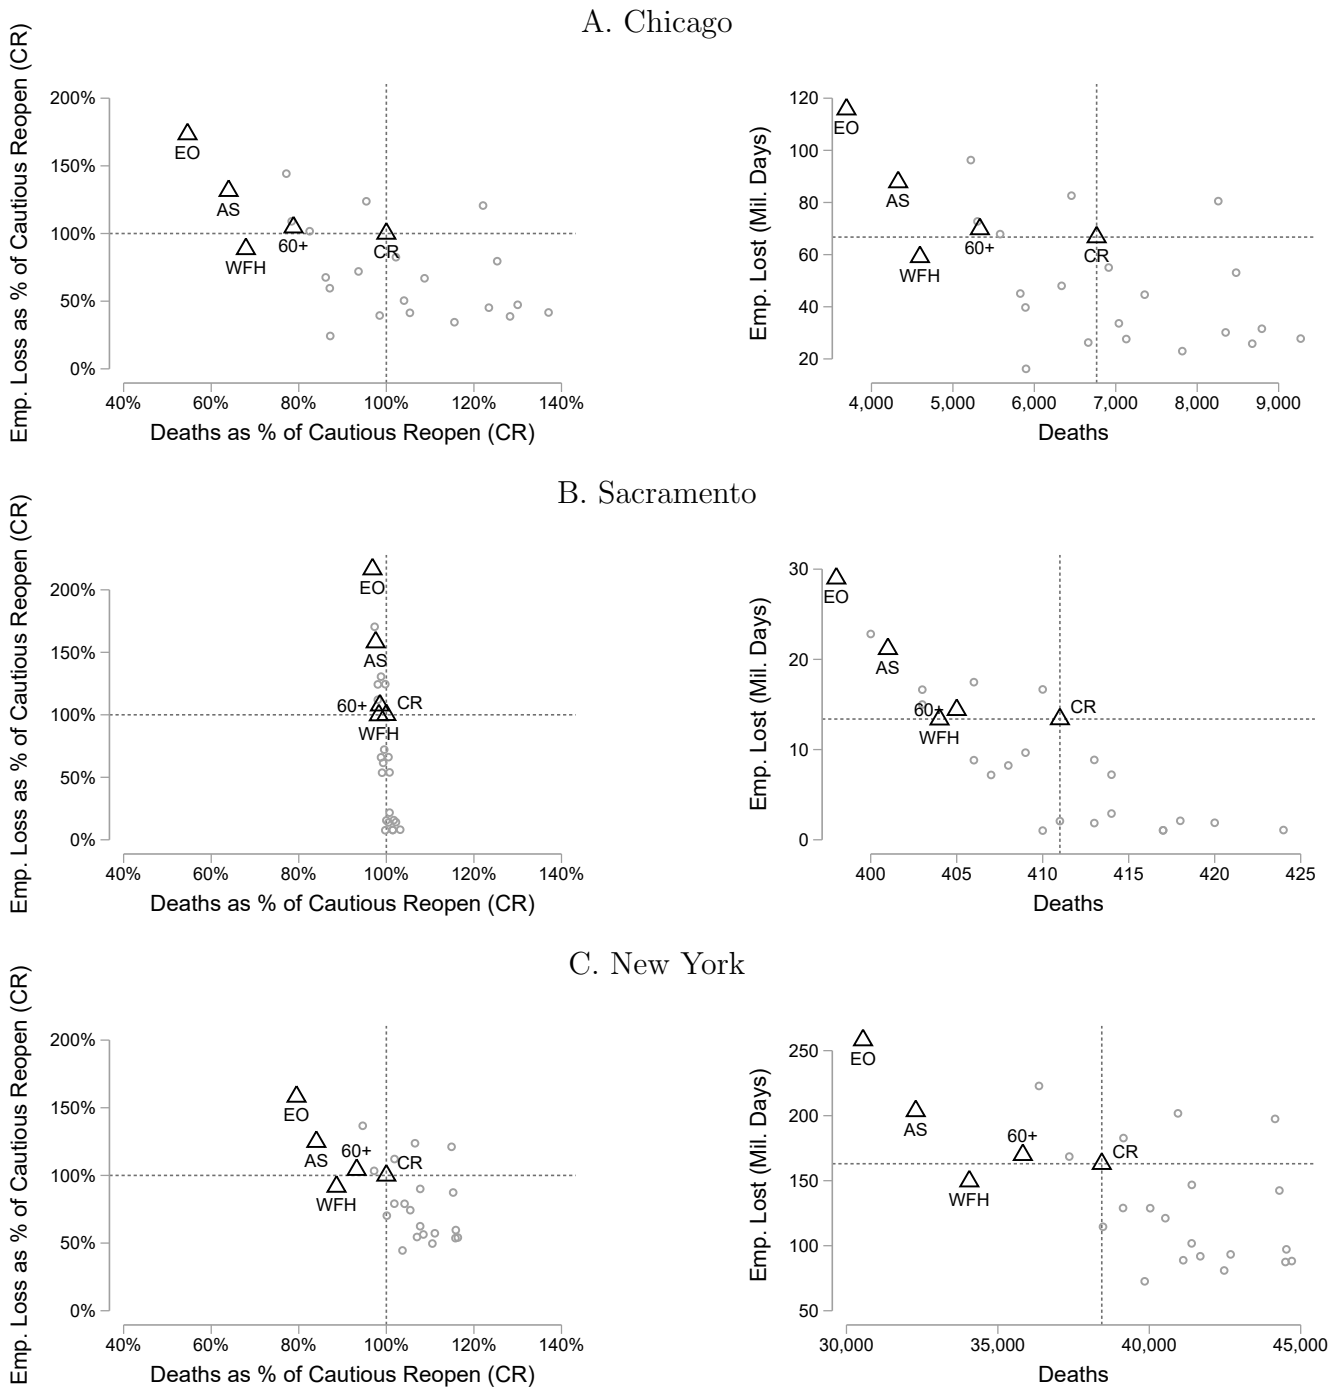 A. Chicago
Emp. Loss as % of Cautious Reopen (CR)
200%
150%
100%
50%
0%
EO
AS
WFH
60+
CR
40% 60% 80% 100% 120% 140%
Deaths as % of Cautious Reopen (CR)
Emp. Lost (Mil. Days)
120
100
80
60
40
20
EO
AS
WFH
60+
CR
4,000 5,000 6,000 7,000 8,000 9,000
Deaths
B. Sacramento
Emp. Loss as % of Cautious Reopen (CR)
200%
150%
100%
50%
0%
EO
AS
60+
CR
WFH
40% 60% 80% 100% 120% 140%
Deaths as % of Cautious Reopen (CR)
Emp. Lost (Mil. Days)
30
20
10
0
EO
AS
60+
CR
WFH
400 405 410 415 420 425
Deaths
C. New York
Emp. Loss as % of Cautious Reopen (CR)
200%
150%
100%
50%
0%
EO
AS
60+
CR
WFH
40% 60% 80% 100% 120% 140%
Deaths as % of Cautious Reopen (CR)
Emp. Lost (Mil. Days)
250
200
150
100
50
EO
AS
60+
CR
WFH
30,000 35,000 40,000 45,000
Deaths